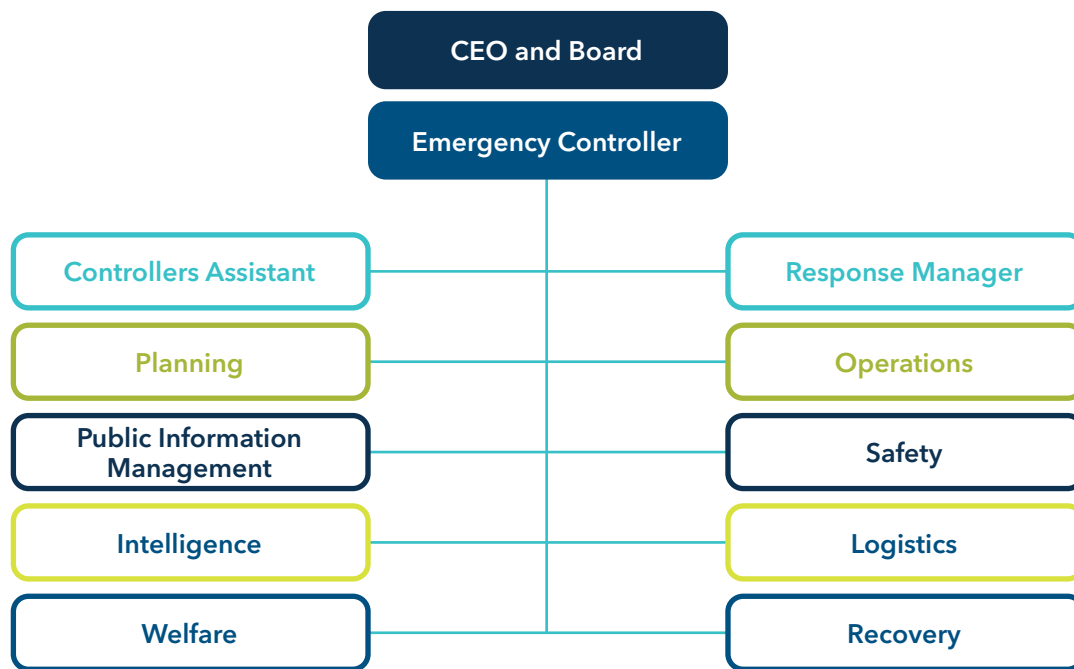 CEO and Board
Emergency Controller
Controllers Assistant
Response Manager
Planning
Operations
Public Information
Management
Safety
Intelligence
Logistics
Welfare
Recovery